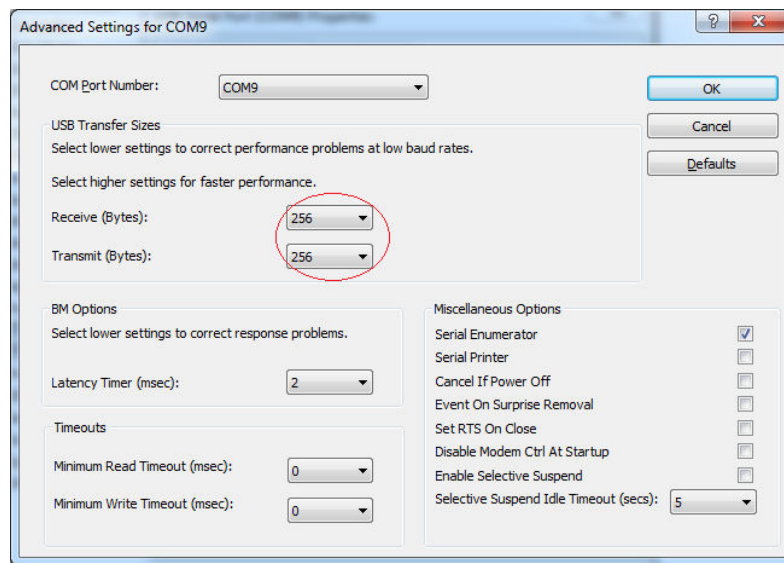 Advanced Settings for COM9
COM Port Number:
COM9
OK
USB Transfer Sizes
Cancel
Select lower settings to correct performance problems at low baud rates.
Defaults
Select higher settings for faster performance.
Receive (Bytes):
256
Transmit (Bytes):
256
BM Options
Select lower settings to correct response problems.
Latency Timer (msec):
2
Timeouts
Minimum Read Timeout (msec):
0
Minimum Write Timeout (msec):
0
Miscellaneous Options
Serial Enumerator
Serial Printer
Cancel If Power Off
Event On Surprise Removal
Set RTS On Close
Disable Modem Ctrl At Startup
Enable Selective Suspend
Selective Suspend Idle Timeout (secs):
5